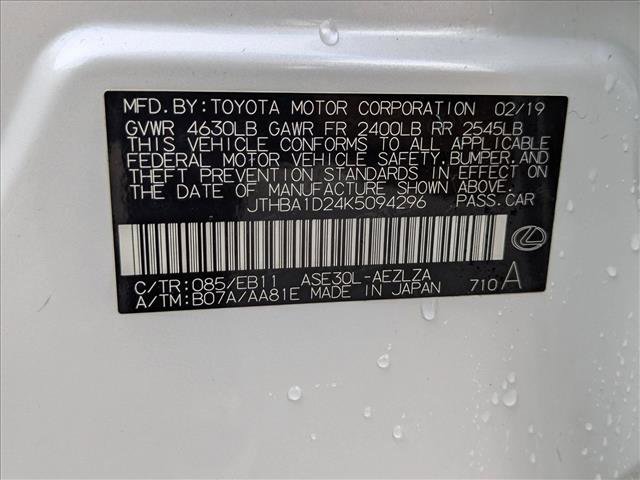 MFD. BY: TOYOTA MOTOR CORPORATION 02/19
GVWR 4630LB GAWR FR 2400LB RR 2545LB
THIS VEHICLE CONFORMS TO ALL APPLICABLE
FEDERAL MOTOR VEHICLE SAFETY, BUMPER, AND
THEFT PREVENTION STANDARDS IN EFFECT ON
THE DATE OF MANUFACTURE SHOWN ABOVE.
JTHBA1D24K5094296 PASS. CAR
C/TR: 085/EB11 ASE30L-AEZLZA
A/TM: B07A/AA81E MADE IN JAPAN 710 A